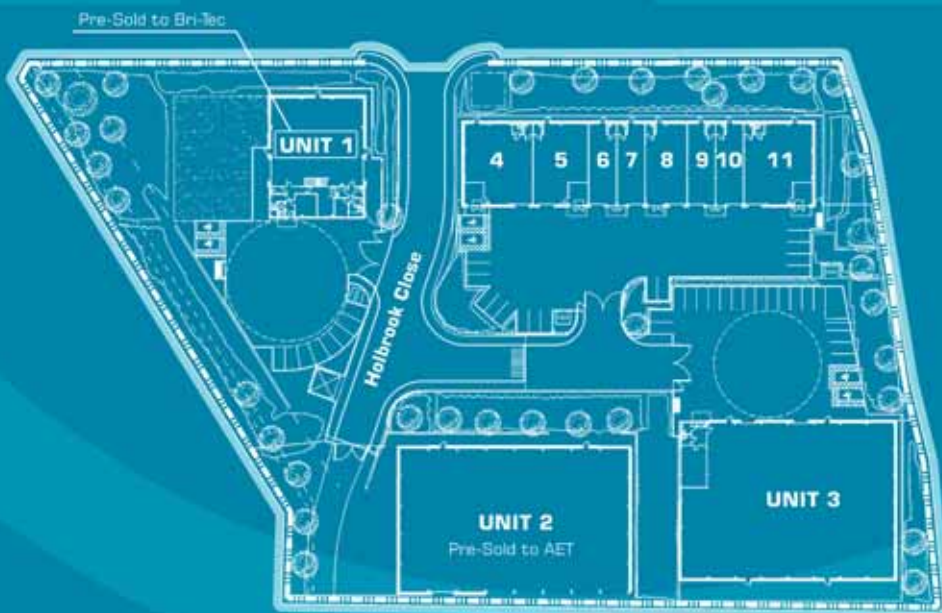 Pre-Sold to Bri-Tec
UNIT 1
4 5 6 7 8 9 10 11
Holbrook Close
UNIT 2
Pre-Sold to AET
UNIT 3